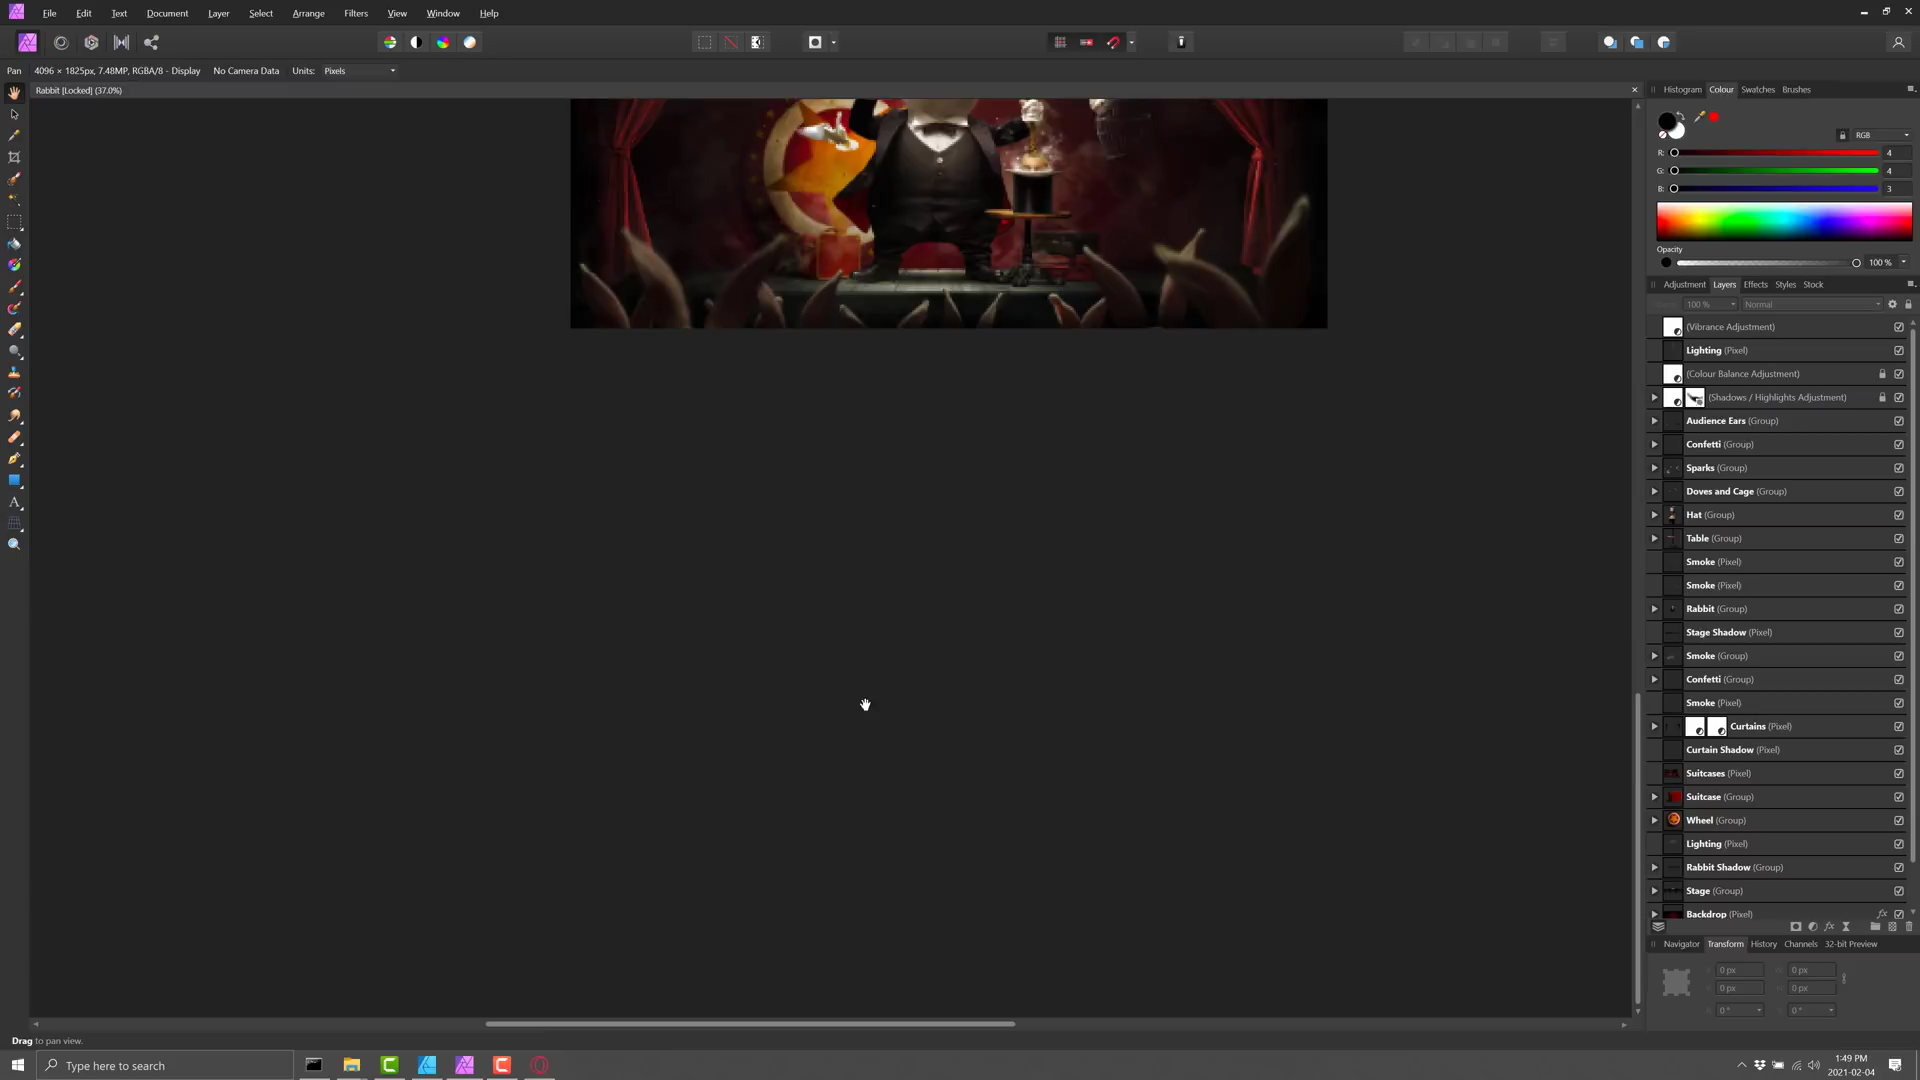 File Edit Text Document Layer Select Arrange Filters View Window Help
Pan 4096 × 1825px, 7.48MP, RGBA/8 - Display No Camera Data Units: Pixels
Rabbit [Locked] (37.0%)
Histogram Colour Swatches Brushes
RGB
R: 4
G: 4
B: 3
Opacity
100 %
Adjustment Layers Effects Styles Stock
100 % Normal
(Vibrance Adjustment)
Lighting (Pixel)
(Colour Balance Adjustment)
(Shadows / Highlights Adjustment)
Audience Ears (Group)
Confetti (Group)
Sparks (Group)
Doves and Cage (Group)
Hat (Group)
Table (Group)
Smoke (Pixel)
Smoke (Pixel)
Rabbit (Group)
Stage Shadow (Pixel)
Smoke (Group)
Confetti (Group)
Smoke (Pixel)
Curtains (Pixel)
Curtain Shadow (Pixel)
Suitcases (Pixel)
Suitcase (Group)
Wheel (Group)
Lighting (Pixel)
Rabbit Shadow (Group)
Stage (Group)
Backdrop (Pixel) fx
Navigator Transform History Channels 32-bit Preview
0 px 0 px
0 px 0 px
0 ° 0 °
Drag to pan view.
Type here to search
1:49 PM
2021-02-04